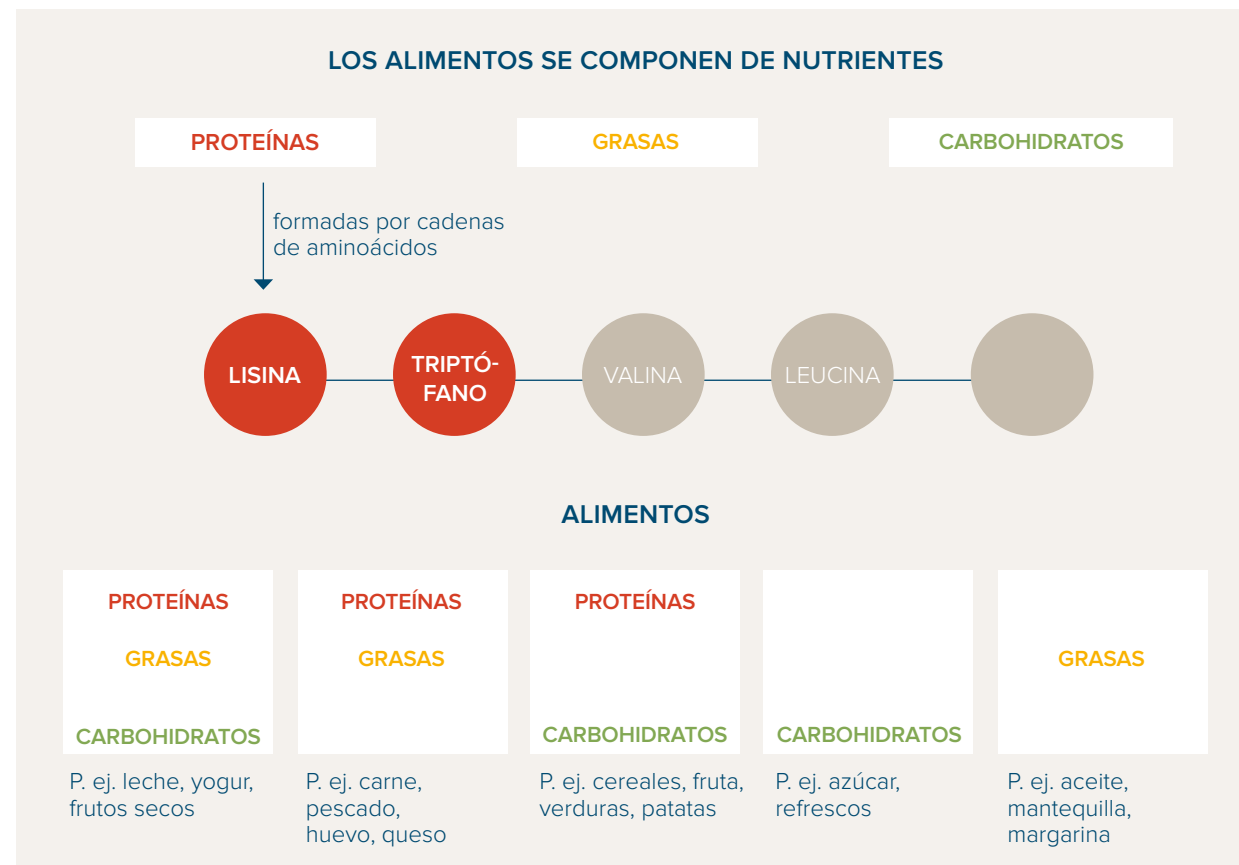 LOS ALIMENTOS SE COMPONEN DE NUTRIENTES
PROTEÍNAS
GRASAS
CARBOHIDRATOS
formadas por cadenas
de aminoácidos
LISINA
TRIPTÓ-
FANO
VALINA
LEUCINA
ALIMENTOS
PROTEÍNAS
GRASAS
CARBOHIDRATOS
P. ej. leche, yogur,
frutos secos
PROTEÍNAS
GRASAS
P. ej. carne,
pescado,
huevo, queso
PROTEÍNAS
CARBOHIDRATOS
P. ej. cereales, fruta,
verduras, patatas
CARBOHIDRATOS
P. ej. azúcar,
refrescos
GRASAS
P. ej. aceite,
mantequilla,
margarina